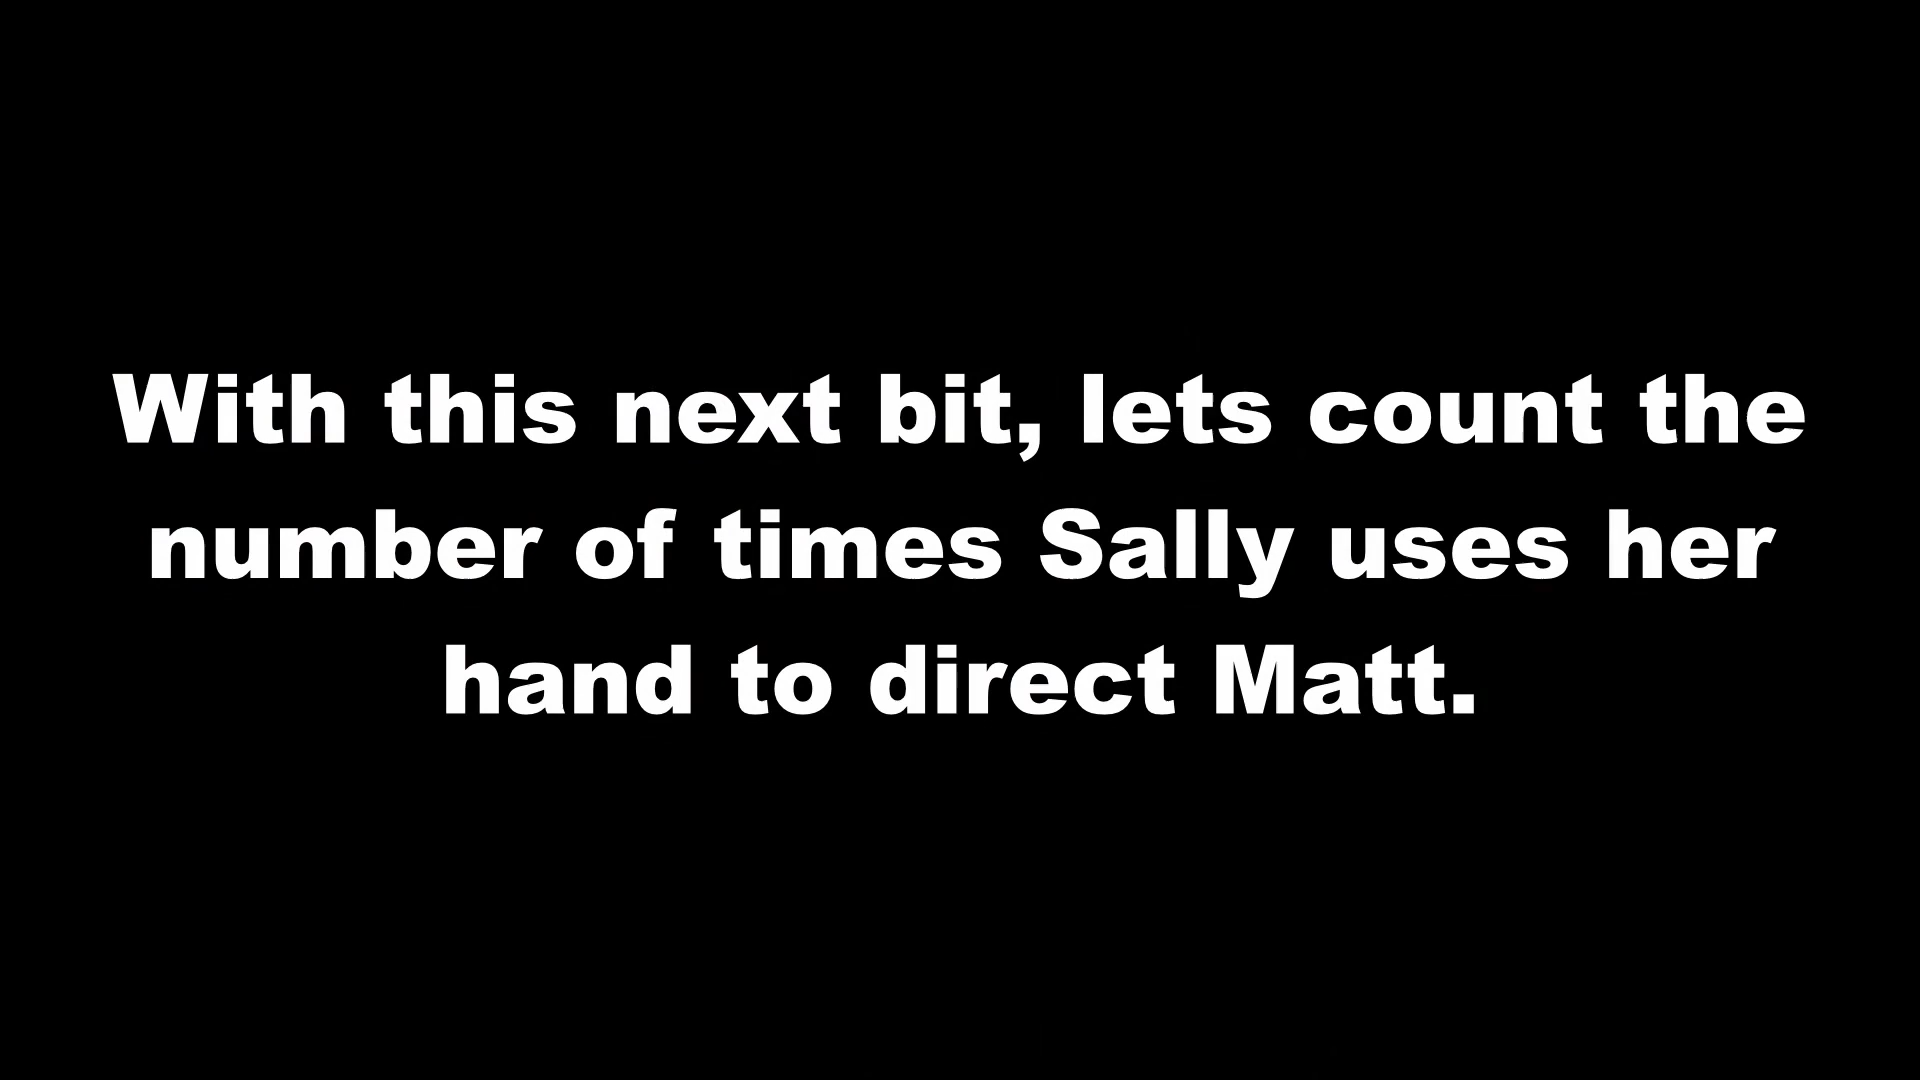 With this next bit, lets count the
number of times Sally uses her
hand to direct Matt.